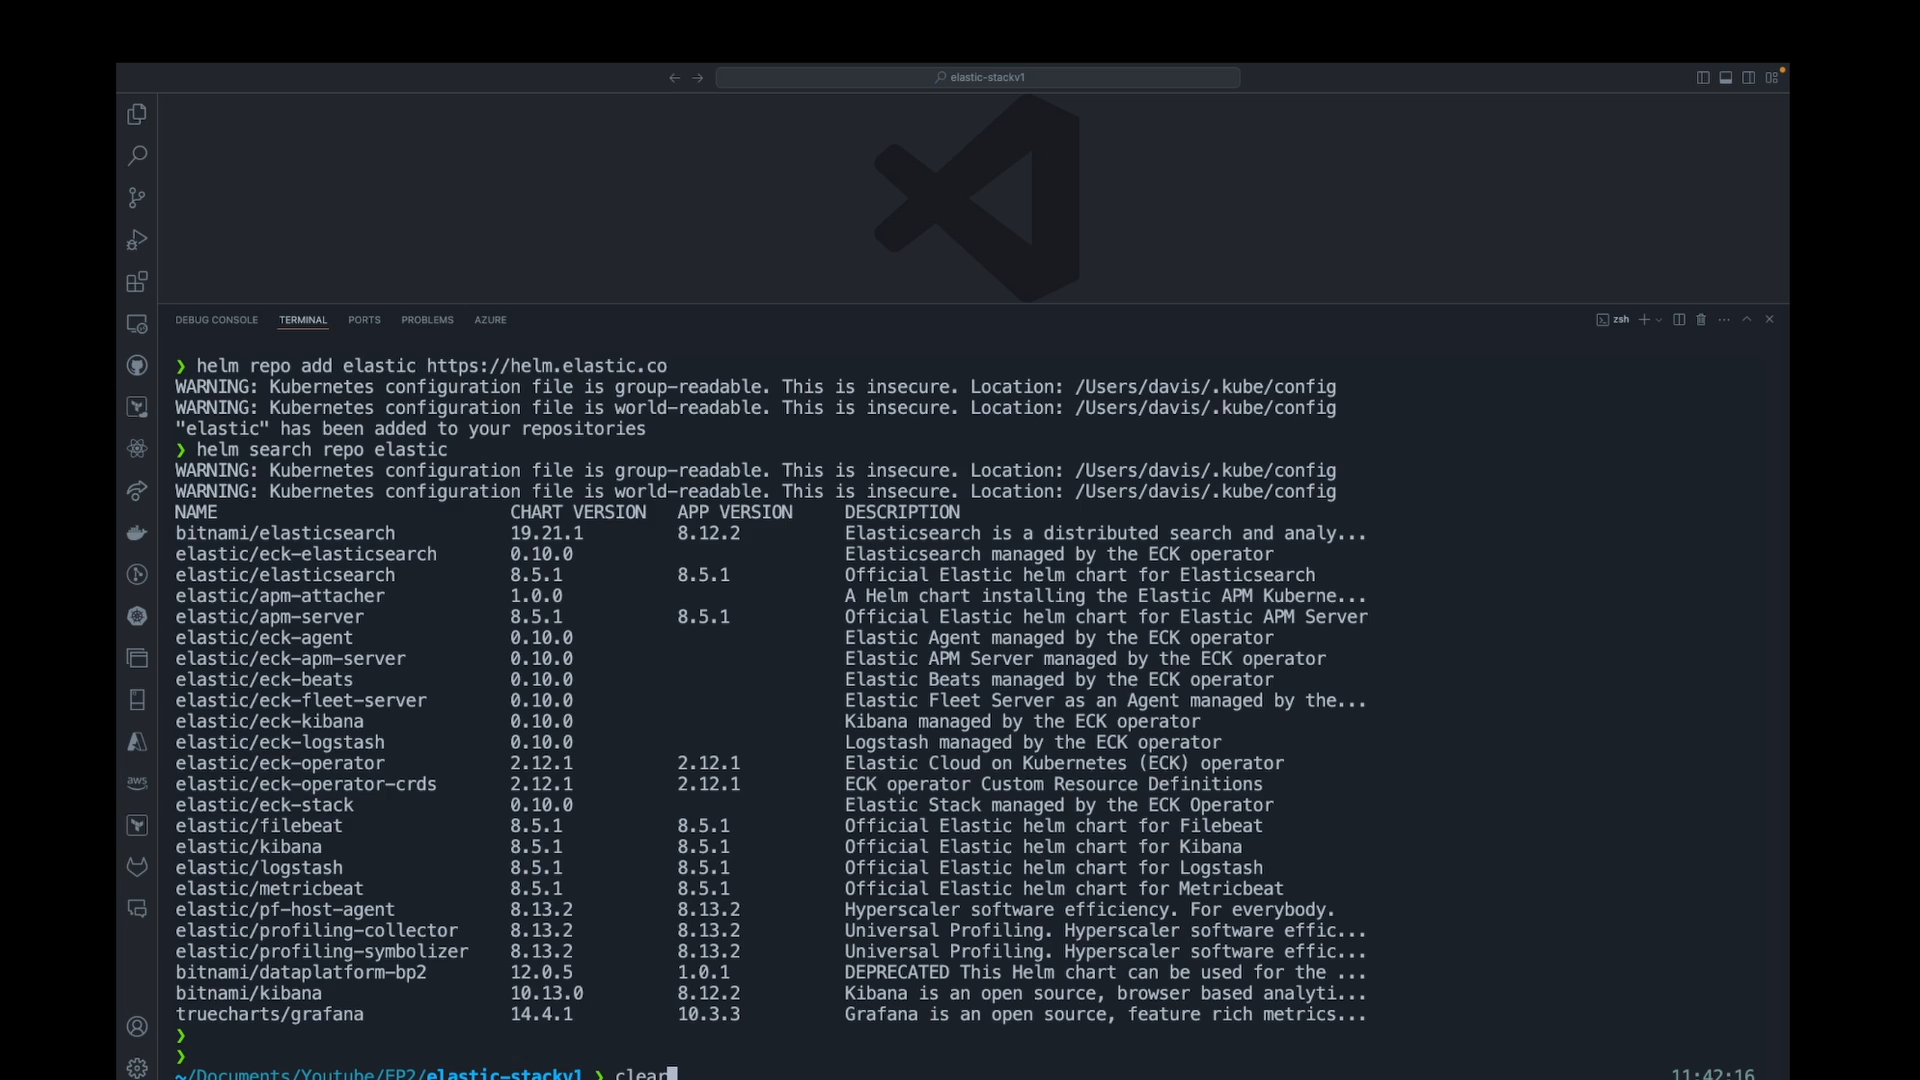 elastic-stackv1
DEBUG CONSOLE TERMINAL PORTS PROBLEMS AZURE
zsh
❯ helm repo add elastic https://helm.elastic.co
WARNING: Kubernetes configuration file is group-readable. This is insecure. Location: /Users/davis/.kube/config
WARNING: Kubernetes configuration file is world-readable. This is insecure. Location: /Users/davis/.kube/config
"elastic" has been added to your repositories
❯ helm search repo elastic
WARNING: Kubernetes configuration file is group-readable. This is insecure. Location: /Users/davis/.kube/config
WARNING: Kubernetes configuration file is world-readable. This is insecure. Location: /Users/davis/.kube/config
NAME CHART VERSION APP VERSION DESCRIPTION
bitnami/elasticsearch 19.21.1 8.12.2 Elasticsearch is a distributed search and analy...
elastic/eck-elasticsearch 0.10.0 Elasticsearch managed by the ECK operator
elastic/elasticsearch 8.5.1 8.5.1 Official Elastic helm chart for Elasticsearch
elastic/apm-attacher 1.0.0 A Helm chart installing the Elastic APM Kuberne...
elastic/apm-server 8.5.1 8.5.1 Official Elastic helm chart for Elastic APM Server
elastic/eck-agent 0.10.0 Elastic Agent managed by the ECK operator
elastic/eck-apm-server 0.10.0 Elastic APM Server managed by the ECK operator
elastic/eck-beats 0.10.0 Elastic Beats managed by the ECK operator
elastic/eck-fleet-server 0.10.0 Elastic Fleet Server as an Agent managed by the...
elastic/eck-kibana 0.10.0 Kibana managed by the ECK operator
elastic/eck-logstash 0.10.0 Logstash managed by the ECK operator
elastic/eck-operator 2.12.1 2.12.1 Elastic Cloud on Kubernetes (ECK) operator
elastic/eck-operator-crds 2.12.1 2.12.1 ECK operator Custom Resource Definitions
elastic/eck-stack 0.10.0 Elastic Stack managed by the ECK Operator
elastic/filebeat 8.5.1 8.5.1 Official Elastic helm chart for Filebeat
elastic/kibana 8.5.1 8.5.1 Official Elastic helm chart for Kibana
elastic/logstash 8.5.1 8.5.1 Official Elastic helm chart for Logstash
elastic/metricbeat 8.5.1 8.5.1 Official Elastic helm chart for Metricbeat
elastic/pf-host-agent 8.13.2 8.13.2 Hyperscaler software efficiency. For everybody.
elastic/profiling-collector 8.13.2 8.13.2 Universal Profiling. Hyperscaler software effic...
elastic/profiling-symbolizer 8.13.2 8.13.2 Universal Profiling. Hyperscaler software effic...
bitnami/dataplatform-bp2 12.0.5 1.0.1 DEPRECATED This Helm chart can be used for the ...
bitnami/kibana 10.13.0 8.12.2 Kibana is an open source, browser based analyti...
truecharts/grafana 14.4.1 10.3.3 Grafana is an open source, feature rich metrics...
❯
❯
~/Documents/Youtube/EP2/elastic-stackv1 ❯ clear 11:42:16
aws